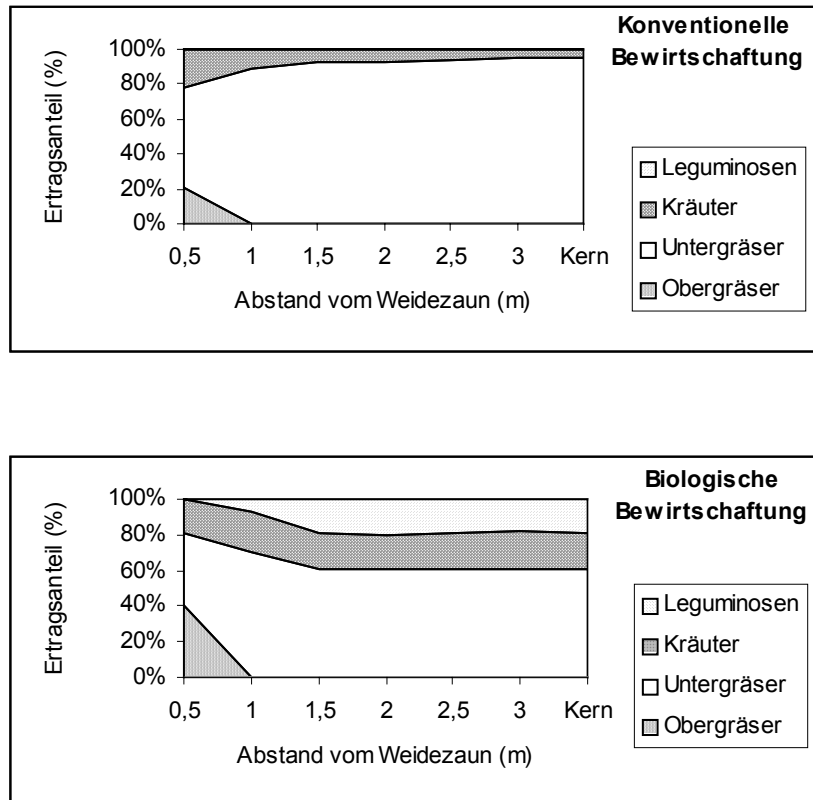 Konventionelle
Bewirtschaftung
Ertragsanteil (%)
100%
80%
60%
40%
20%
0%
0,5 1 1,5 2 2,5 3 Kern
Abstand vom Weidezaun (m)
Leguminosen
Kräuter
Untergräser
Obergräser
Biologische
Bewirtschaftung
Ertragsanteil (%)
100%
80%
60%
40%
20%
0%
0,5 1 1,5 2 2,5 3 Kern
Abstand vom Weidezaun (m)
Leguminosen
Kräuter
Untergräser
Obergräser